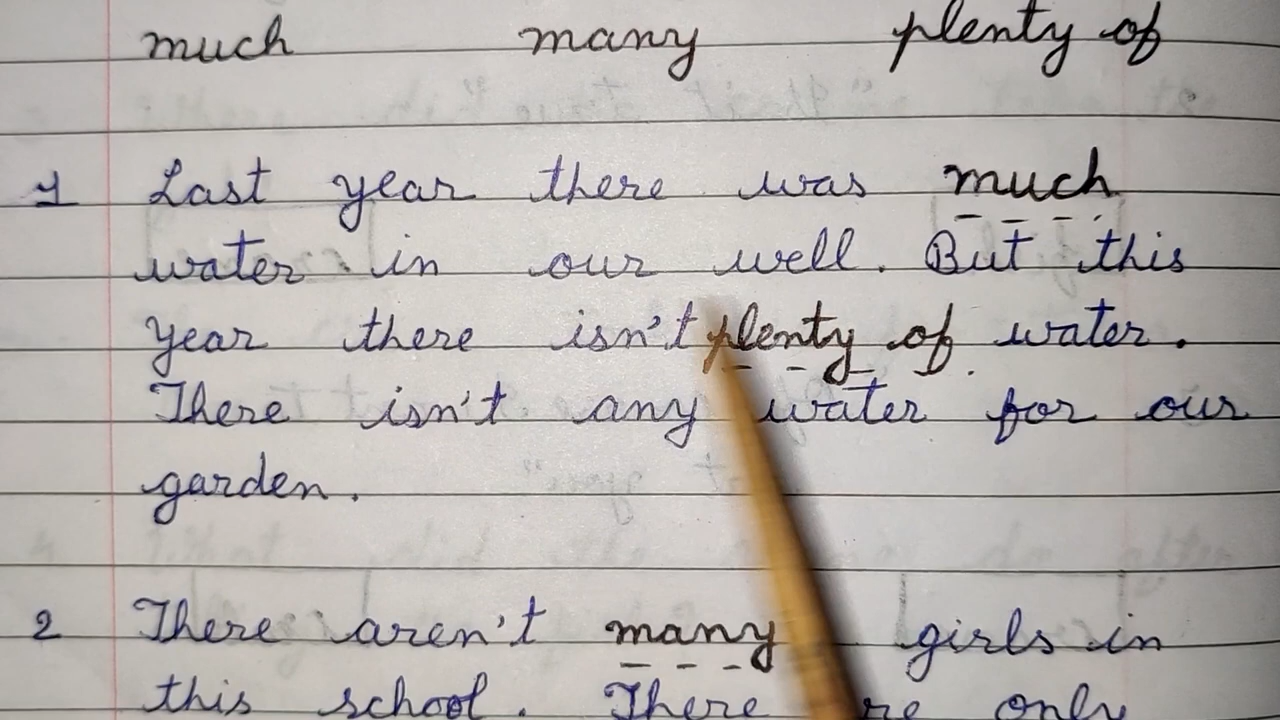 much many plenty of
1 Last year there was much
water in our well. But this
year there isn't plenty of water.
There isn't any water for our
garden.
2 There aren't many girls in
this school. There only